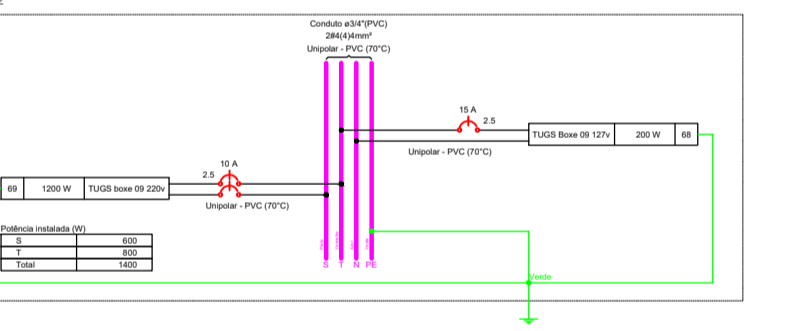 Conduto ø3/4"(PVC)
2#4(4)4mm²
Unipolar - PVC (70°C)
15 A
2.5
TUGS Boxe 09 127v 200 W 68
Unipolar - PVC (70°C)
10 A
2.5
69 1200 W TUGS boxe 09 220v
Unipolar - PVC (70°C)
Potência instalada (W)
S 600
T 800
Total 1400
S T N PE
Verde